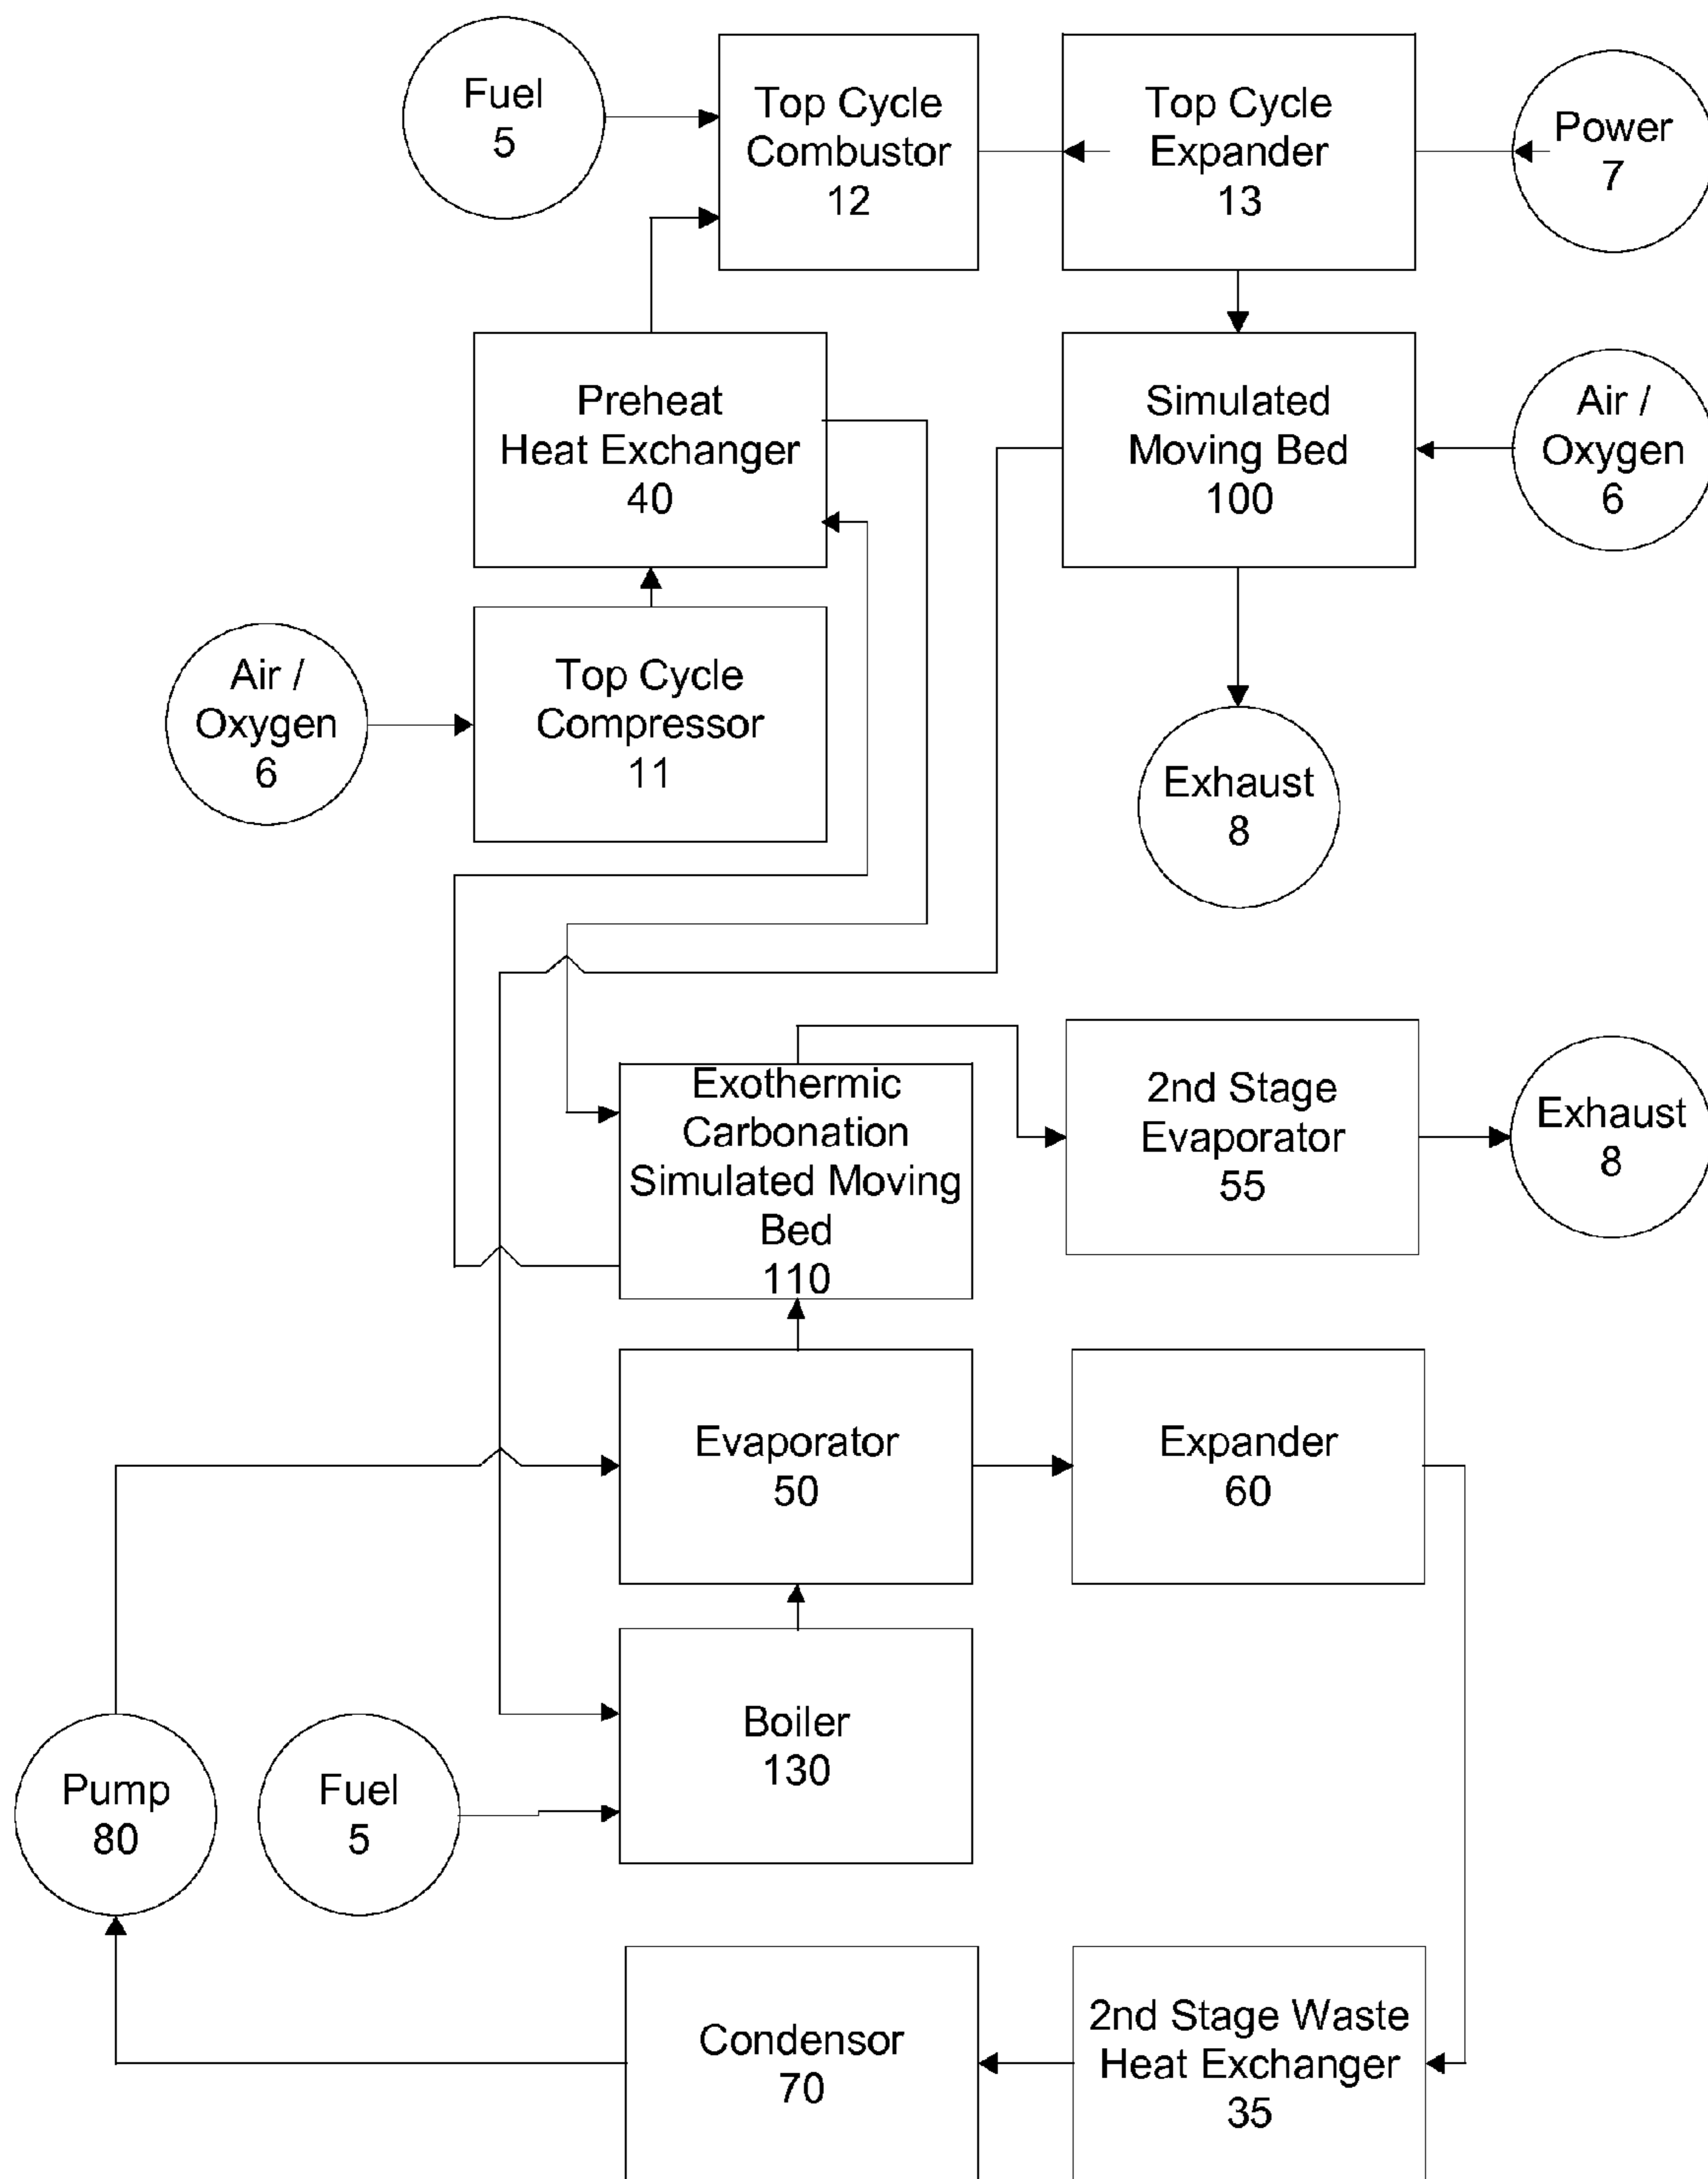 Fuel
5
Top Cycle
Combustor
12
Top Cycle
Expander
13
Power
7
Preheat
Heat Exchanger
40
Simulated
Moving Bed
100
Air /
Oxygen
6
Air /
Oxygen
6
Top Cycle
Compressor
11
Exhaust
8
Exothermic
Carbonation
Simulated Moving
Bed
110
2nd Stage
Evaporator
55
Exhaust
8
Evaporator
50
Expander
60
Pump
80
Fuel
5
Boiler
130
Condensor
70
2nd Stage Waste
Heat Exchanger
35